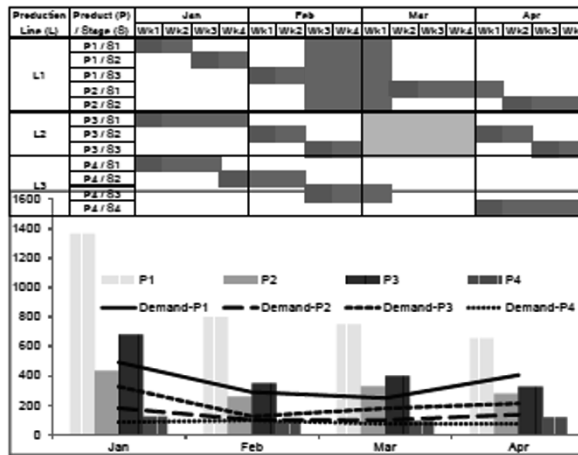 Production Product (P) Jan Feb Mar Apr
Line (L) / Stage (S) Wk1 Wk2 Wk3 Wk4 Wk1 Wk2 Wk3 Wk4 Wk1 Wk2 Wk3 Wk4 Wk1 Wk2 Wk3 Wk4
P1 / S1
P1 / S2
L1 P1 / S3
P2 / S1
P2 / S2
P3 / S1
L2 P3 / S2
P3 / S3
P4 / S1
P4 / S2
L3 P4 / S3
P4 / S4
1600
1400
1200
1000
800
600
400
200
0
P1 P2 P3 P4
Demand-P1 Demand-P2 Demand-P3 Demand-P4
Jan Feb Mar Apr